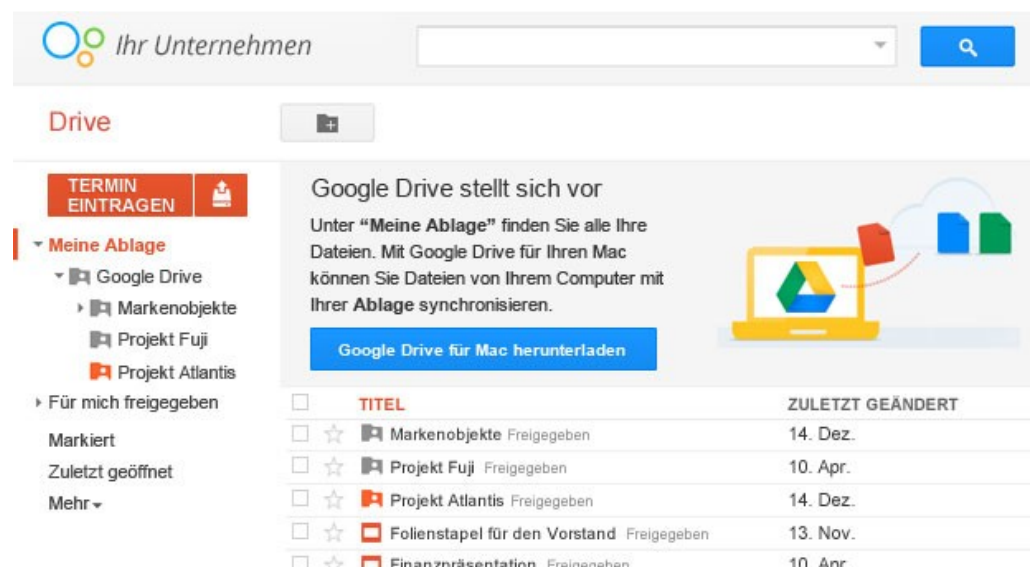 Ihr Unternehmen
Drive
TERMIN
EINTRAGEN
Meine Ablage
Google Drive
Markenobjekte
Projekt Fuji
Projekt Atlantis
Für mich freigegeben
Markiert
Zuletzt geöffnet
Mehr
Google Drive stellt sich vor
Unter “Meine Ablage” finden Sie alle Ihre
Dateien. Mit Google Drive für Ihren Mac
können Sie Dateien von Ihrem Computer mit
Ihrer Ablage synchronisieren.
Google Drive für Mac herunterladen
TITEL ZULETZT GEÄNDERT
Markenobjekte Freigegeben 14. Dez.
Projekt Fuji Freigegeben 10. Apr.
Projekt Atlantis Freigegeben 14. Dez.
Folienstapel für den Vorstand Freigegeben 13. Nov.
Finanzpräsentation Freigegeben 10. Apr.